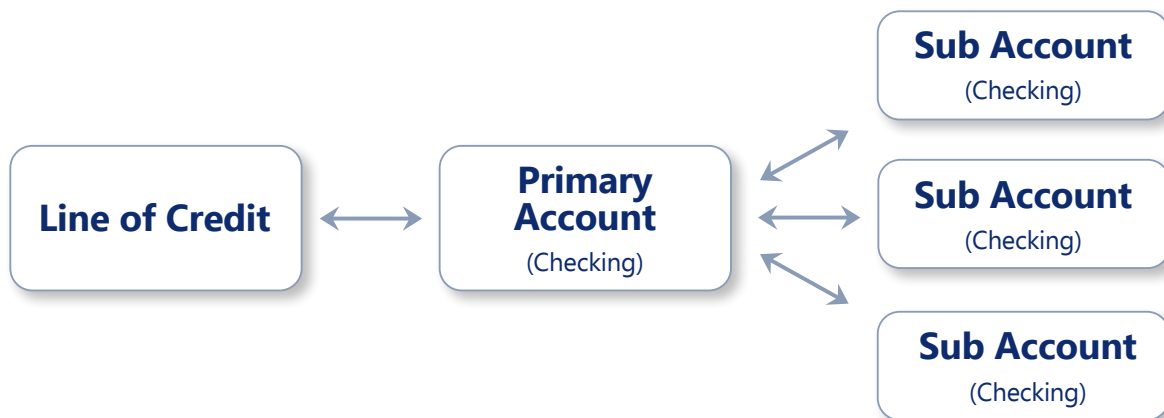 Line of Credit
Primary
Account
(Checking)
Sub Account
(Checking)
Sub Account
(Checking)
Sub Account
(Checking)